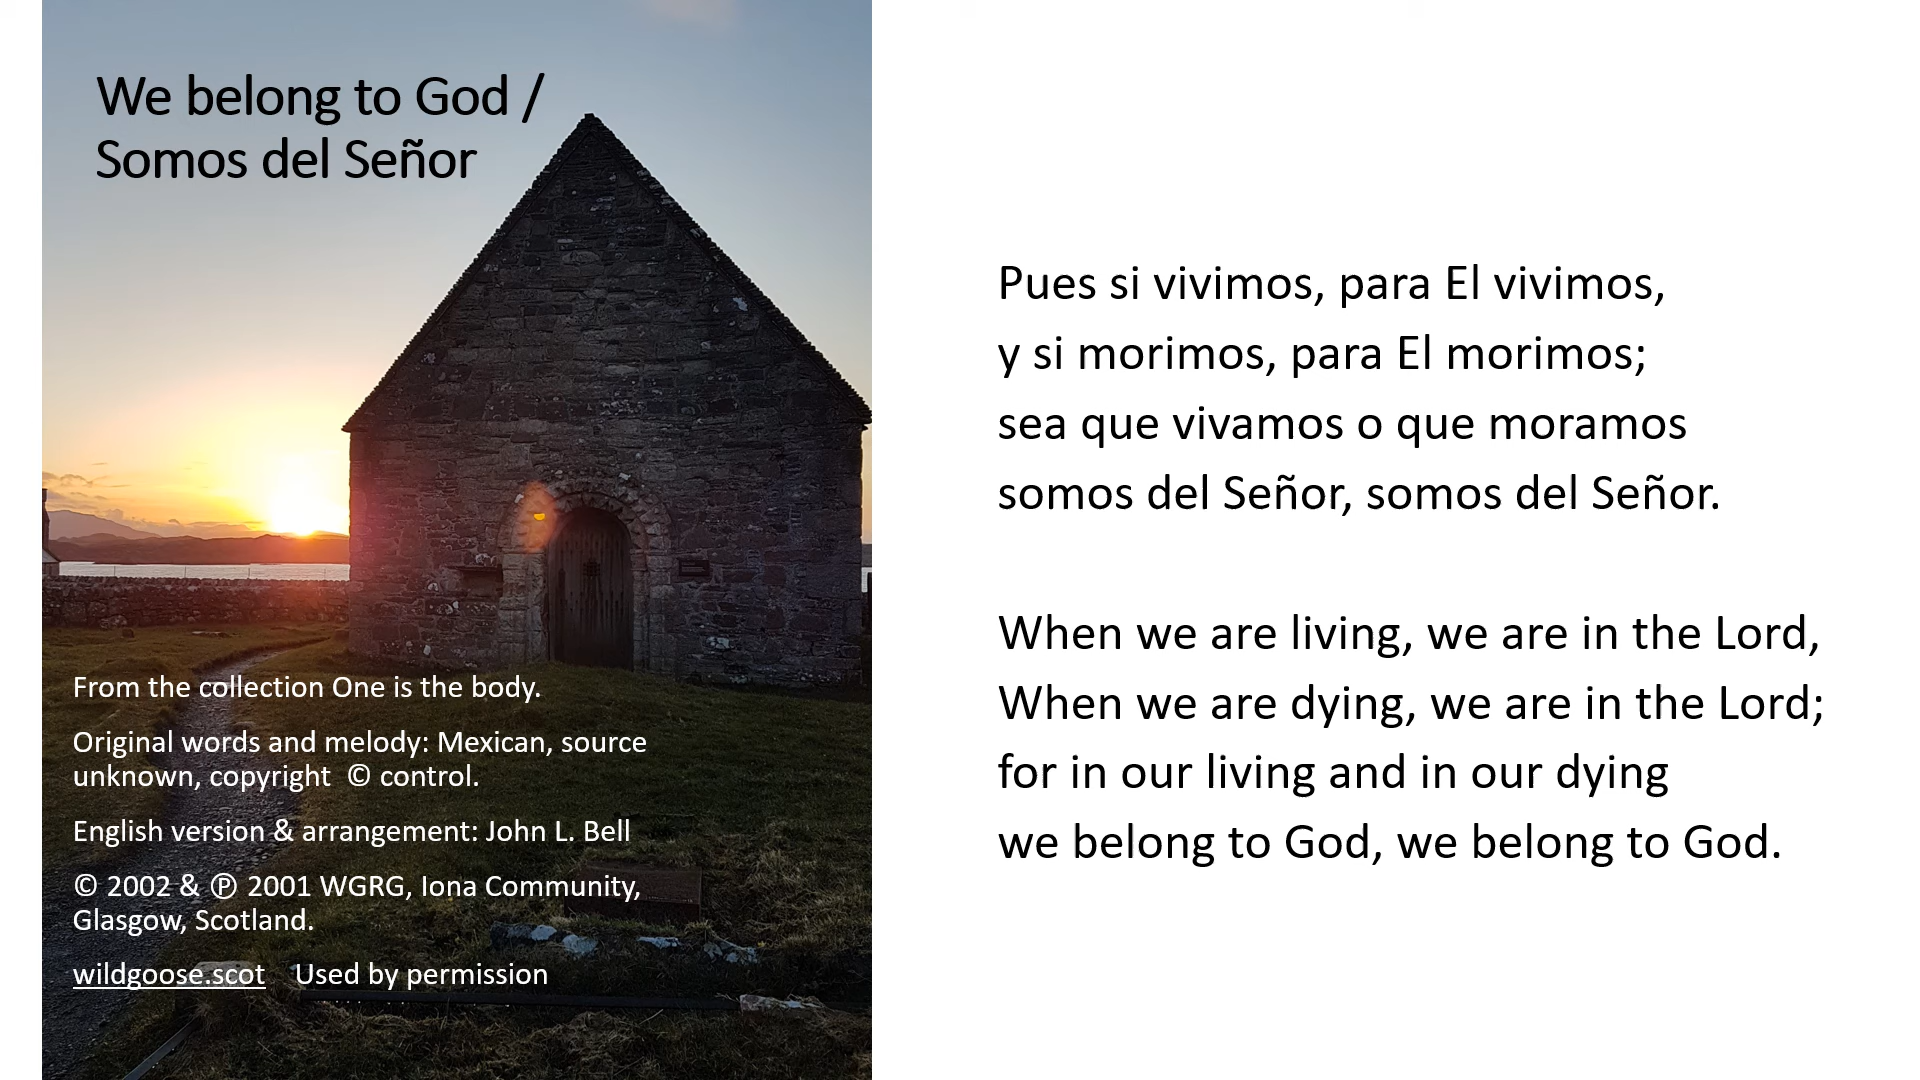 We belong to God /
Somos del Señor
From the collection One is the body.
Original words and melody: Mexican, source
unknown, copyright © control.
English version & arrangement: John L. Bell
© 2002 & ℗ 2001 WGRG, Iona Community,
Glasgow, Scotland.
wildgoose.scot Used by permission
Pues si vivimos, para El vivimos,
y si morimos, para El morimos;
sea que vivamos o que moramos
somos del Señor, somos del Señor.
When we are living, we are in the Lord,
When we are dying, we are in the Lord;
for in our living and in our dying
we belong to God, we belong to God.